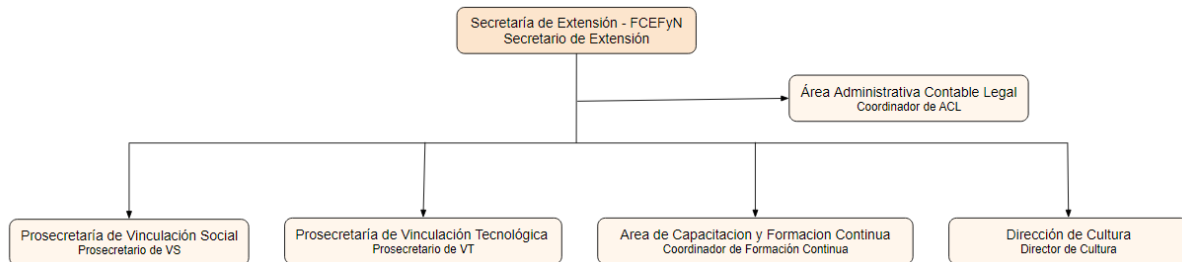 Secretaría de Extensión - FCEFyN
Secretario de Extensión
Área Administrativa Contable Legal
Coordinador de ACL
Prosecretaría de Vinculación Social
Prosecretario de VS
Prosecretaría de Vinculación Tecnológica
Prosecretario de VT
Area de Capacitacion y Formacion Continua
Coordinador de Formación Continua
Dirección de Cultura
Director de Cultura